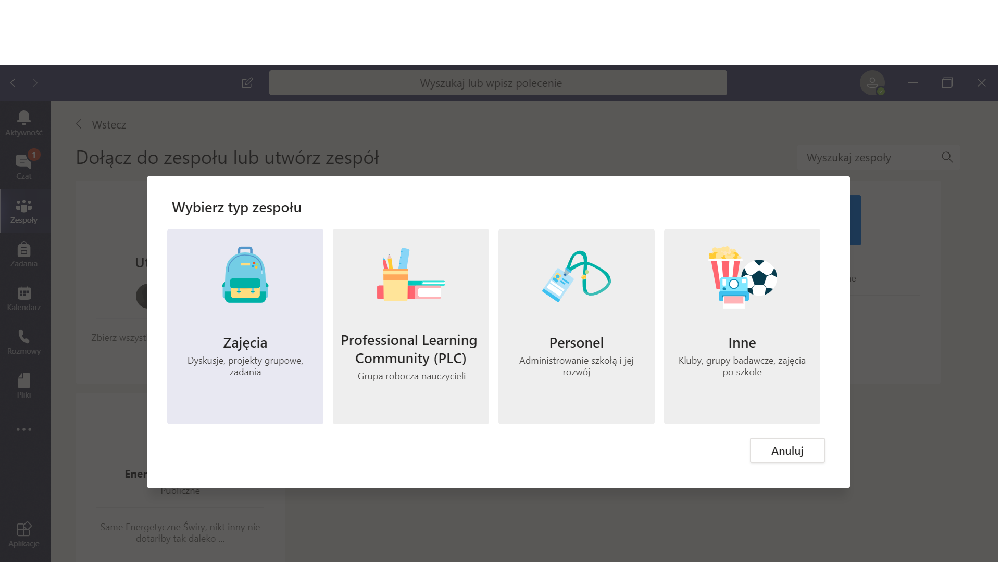 Wyszukaj lub wpisz polecenie
Aktywność
1
Czat
Zespoły
Zadania
Kalendarz
Rozmowy
Pliki
Aplikacje
Wstecz
Dołącz do zespołu lub utwórz zespół
Wyszukaj zespoły
Wybierz typ zespołu
Zajęcia
Dyskusje, projekty grupowe,
zadania
Professional Learning
Community (PLC)
Grupa robocza nauczycieli
Personel
Administrowanie szkołą i jej
rozwój
Inne
Kluby, grupy badawcze, zajęcia
po szkole
Anuluj
Zbierz wszyst
Ener
Publiczne
Same Energetyczne Świry, nikt inny nie
dotarłby tak daleko ...